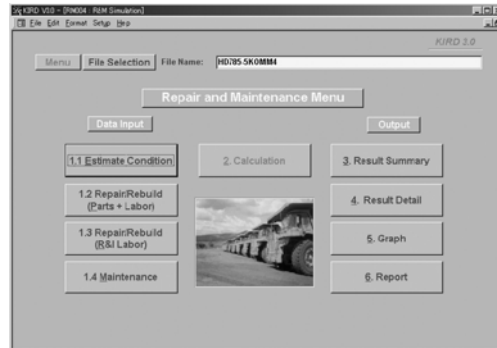 KIRD V3.0 - [RN004 : R&M Simulation]
File Edit Format Setup Help
KIRD 3.0
Menu File Selection File Name: HD785-5KOMM4
Repair and Maintenance Menu
Data Input Output
1.1 Estimate Condition 2. Calculation 3. Result Summary
1.2 Repair/Rebuild
(Parts + Labor)
4. Result Detail
1.3 Repair/Rebuild
(R&I Labor)
5. Graph
1.4 Maintenance 6. Report